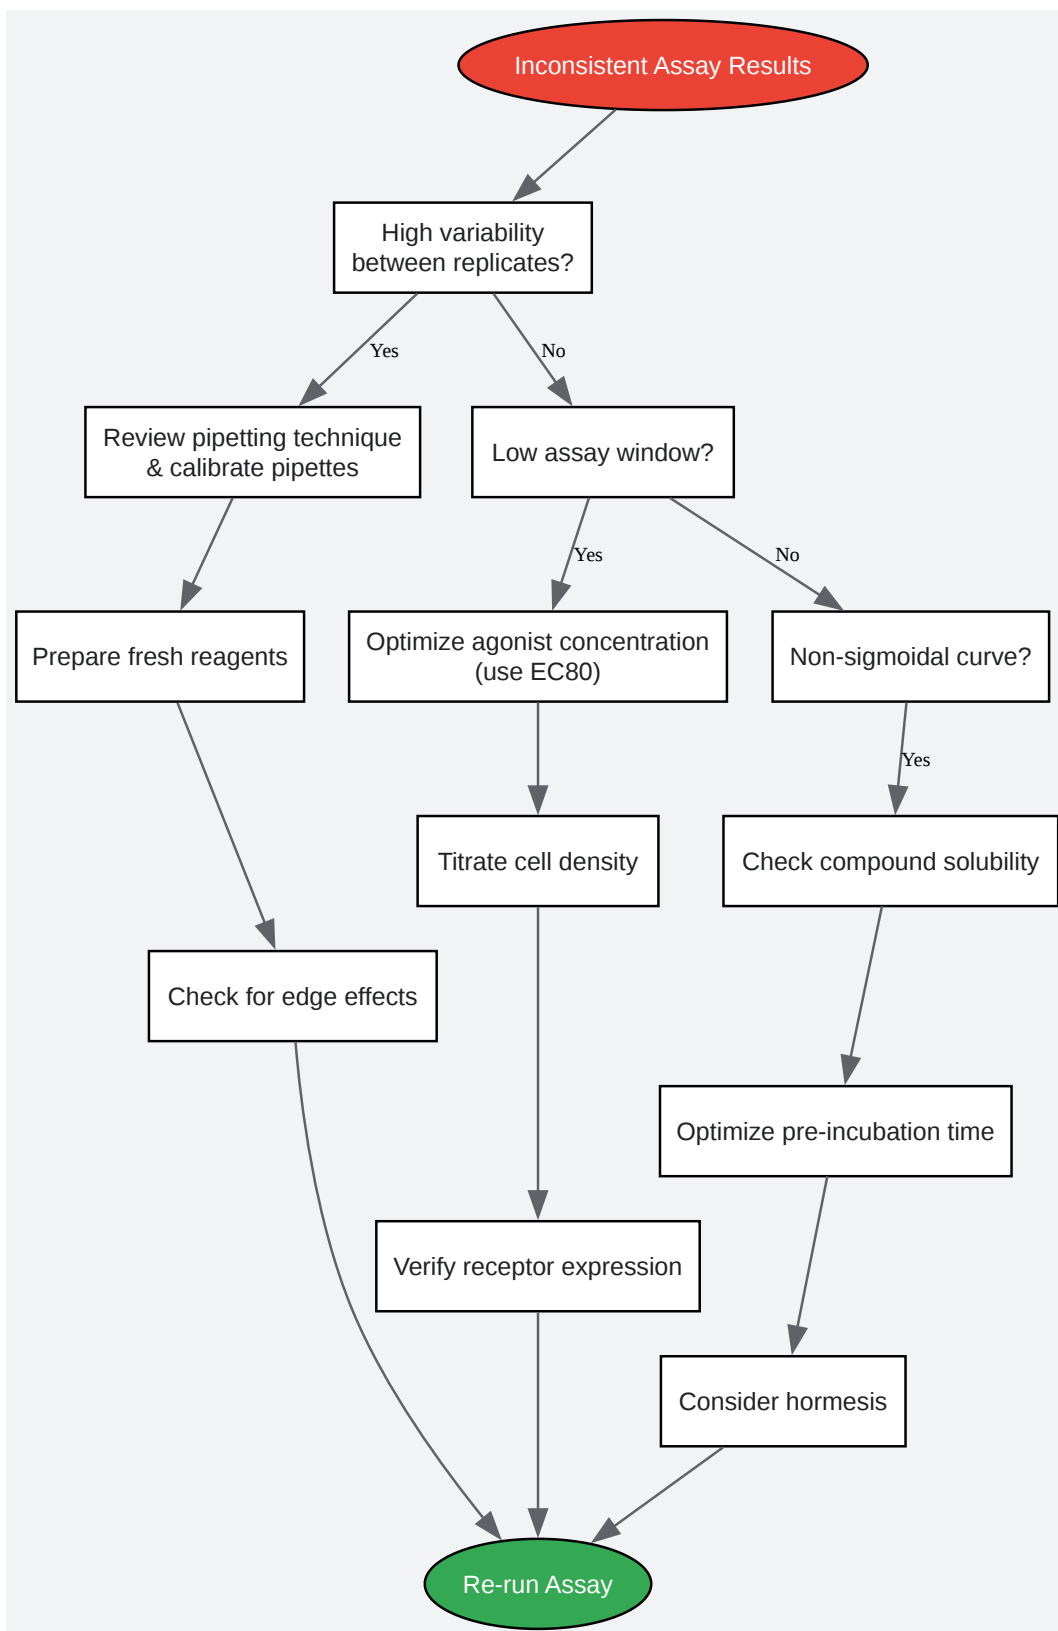 Inconsistent Assay Results
High variability
between replicates?
Yes
No
Review pipetting technique
& calibrate pipettes
Low assay window?
Yes
No
Prepare fresh reagents
Optimize agonist concentration
(use EC80)
Non-sigmoidal curve?
Yes
Titrate cell density
Check compound solubility
Check for edge effects
Optimize pre-incubation time
Verify receptor expression
Consider hormesis
Re-run Assay